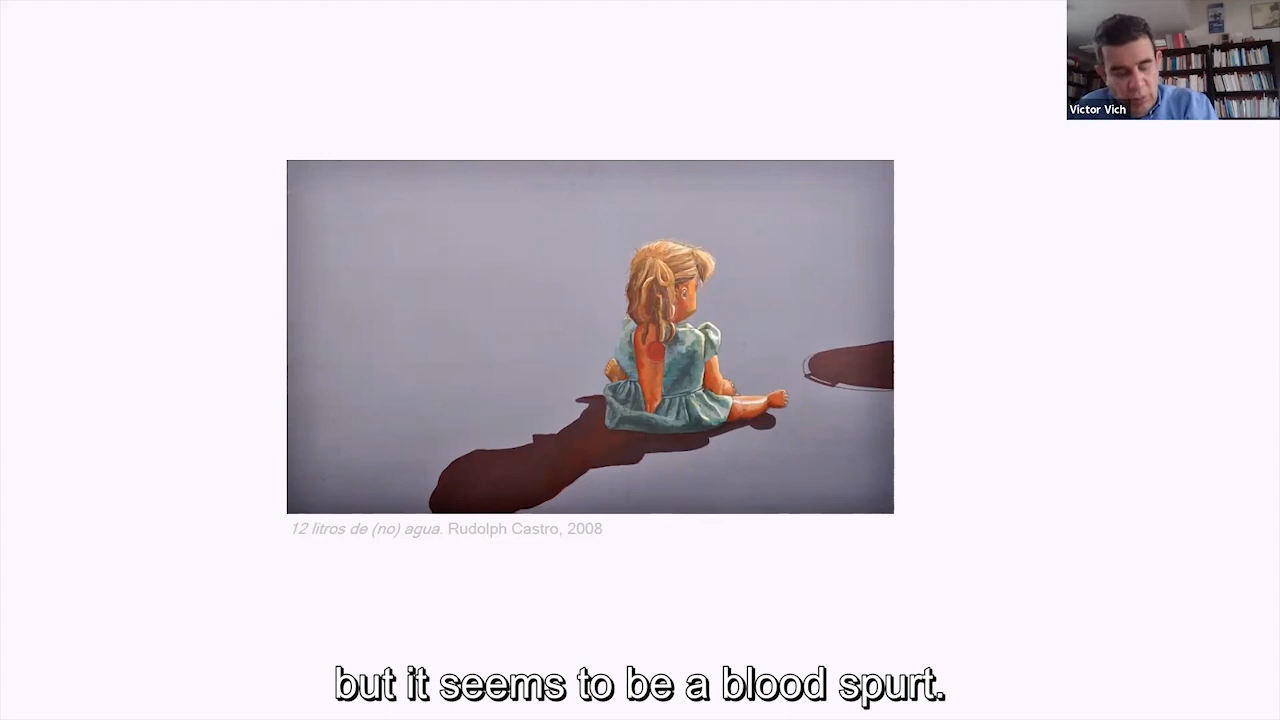 Victor Vich
12 litros de (no) agua. Rudolph Castro, 2008
but it seems to be a blood spurt.